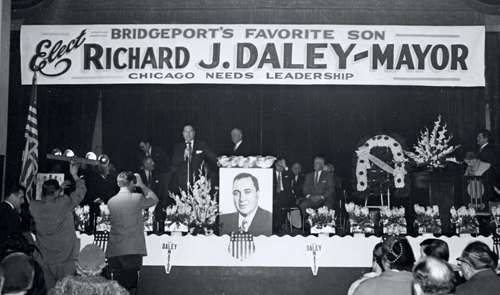 Elect
BRIDGEPORT'S FAVORITE SON
RICHARD J. DALEY-MAYOR
CHICAGO NEEDS LEADERSHIP
DALEY
DALEY